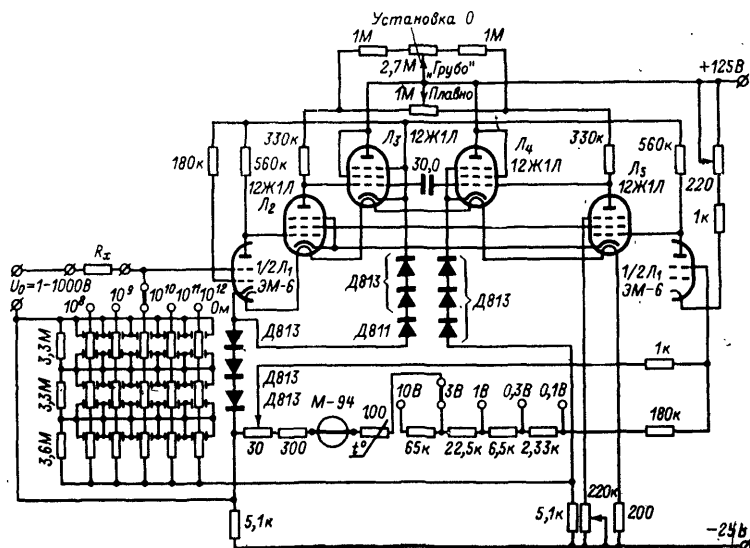 Установка 0
1М
1М
2,7М
„Грубо"
+125В
1М
Плавно
330к
Л₃
12Ж1Л
Л₄
330к
180к
560к
30,0
12Ж1Л
560к
12Ж1Л
Л₅
12Ж1Л
220
Л₂
1к
Rₓ
1/2Л₁
ЭМ-6
1/2Л₁
ЭМ-6
U₀=1-1000В
10⁸
10⁹
10¹⁰
10¹¹
10¹²
Ом
Д813
Д813
Д813
Д811
3,3М
1к
3,3М
Д813
Д813
М-94
100
10В
3В
1В
0,3В
0,1В
180к
3,6М
30
300
t°
65к
22,5к
6,5к
2,33к
5,1к
5,1к
220к
200